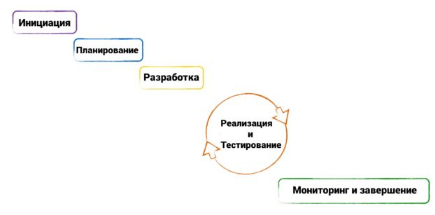 Инициация
Планирование
Разработка
Реализация
и
Тестирование
Мониторинг и завершение